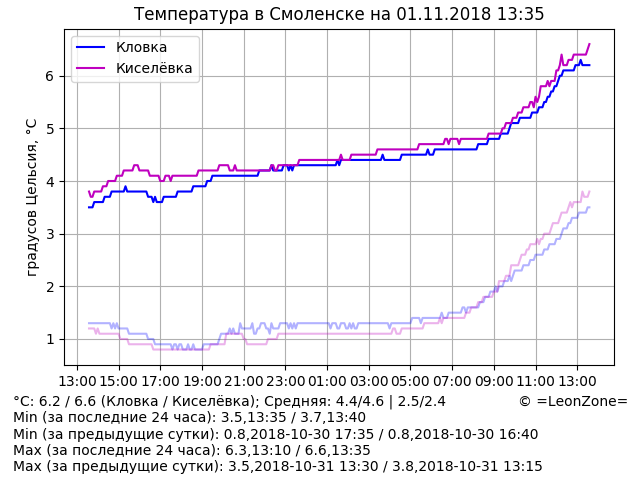 Температура в Смоленске на 01.11.2018 13:35
Кловка
Киселёвка
градусов Цельсия, °C
6
5
4
3
2
1
13:00 15:00 17:00 19:00 21:00 23:00 01:00 03:00 05:00 07:00 09:00 11:00 13:00
°C: 6.2 / 6.6 (Кловка / Киселёвка); Средняя: 4.4/4.6 | 2.5/2.4 © =LeonZone=
Min (за последние 24 часа): 3.5,13:35 / 3.7,13:40
Min (за предыдущие сутки): 0.8,2018-10-30 17:35 / 0.8,2018-10-30 16:40
Max (за последние 24 часа): 6.3,13:10 / 6.6,13:35
Max (за предыдущие сутки): 3.5,2018-10-31 13:30 / 3.8,2018-10-31 13:15